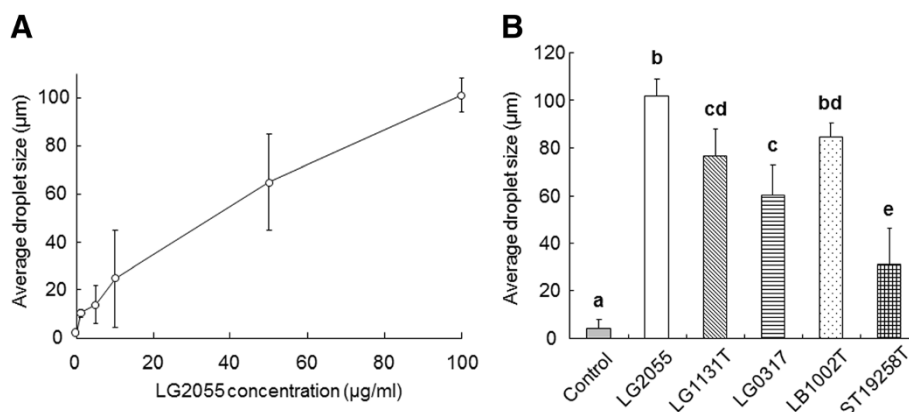 A
Average droplet size (μm)
100
80
60
40
20
0
0 20 40 60 80 100
LG2055 concentration (μg/ml)
B
Average droplet size (μm)
120
100
80
60
40
20
0
a
b
cd
c
bd
e
Control
LG2055
LG1131T
LG0317
LB1002T
ST19258T